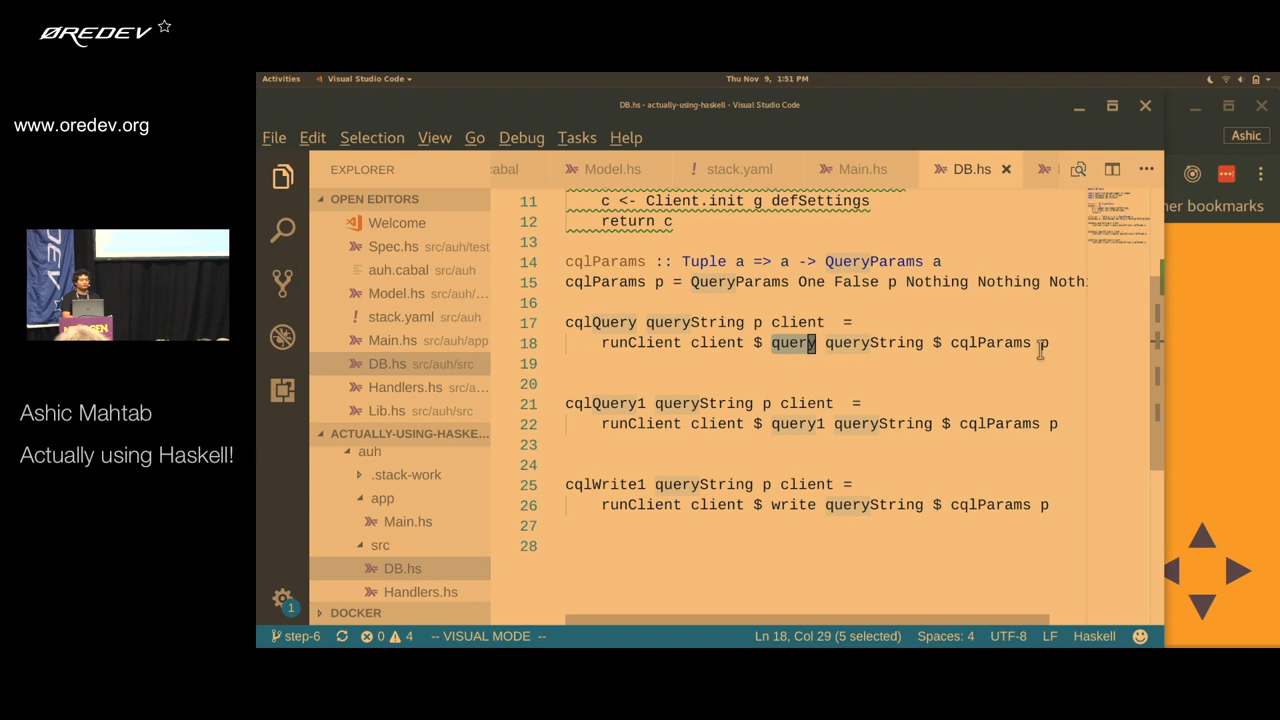 ØREDEV
www.oredev.org
Ashic Mahtab
Actually using Haskell!
Activities
Visual Studio Code
Thu Nov 9, 1:51 PM
DB.hs - actually-using-haskell - Visual Studio Code
Ashic
File Edit Selection View Go Debug Tasks Help
EXPLORER
cabal
Model.hs
stack.yaml
Main.hs
DB.hs
her bookmarks
OPEN EDITORS
Welcome
Spec.hs src/auh/test
auh.cabal src/auh
Model.hs src/auh/...
stack.yaml src/auh
Main.hs src/auh/app
DB.hs src/auh/src
Handlers.hs src/a...
Lib.hs src/auh/src
ACTUALLY-USING-HASKE...
auh
.stack-work
app
Main.hs
src
DB.hs
Handlers.hs
DOCKER
11 c <- Client.init g defSettings
12 return c
13
14 cqlParams :: Tuple a => a -> QueryParams a
15 cqlParams p = QueryParams One False p Nothing Nothing Noth
16
17 cqlQuery queryString p client =
18 runClient client $ query queryString $ cqlParams p
19
20
21 cqlQuery1 queryString p client =
22 runClient client $ query1 queryString $ cqlParams p
23
24
25 cqlWrite1 queryString p client =
26 runClient client $ write queryString $ cqlParams p
27
28
1
step-6 0 4 -- VISUAL MODE -- Ln 18, Col 29 (5 selected) Spaces: 4 UTF-8 LF Haskell